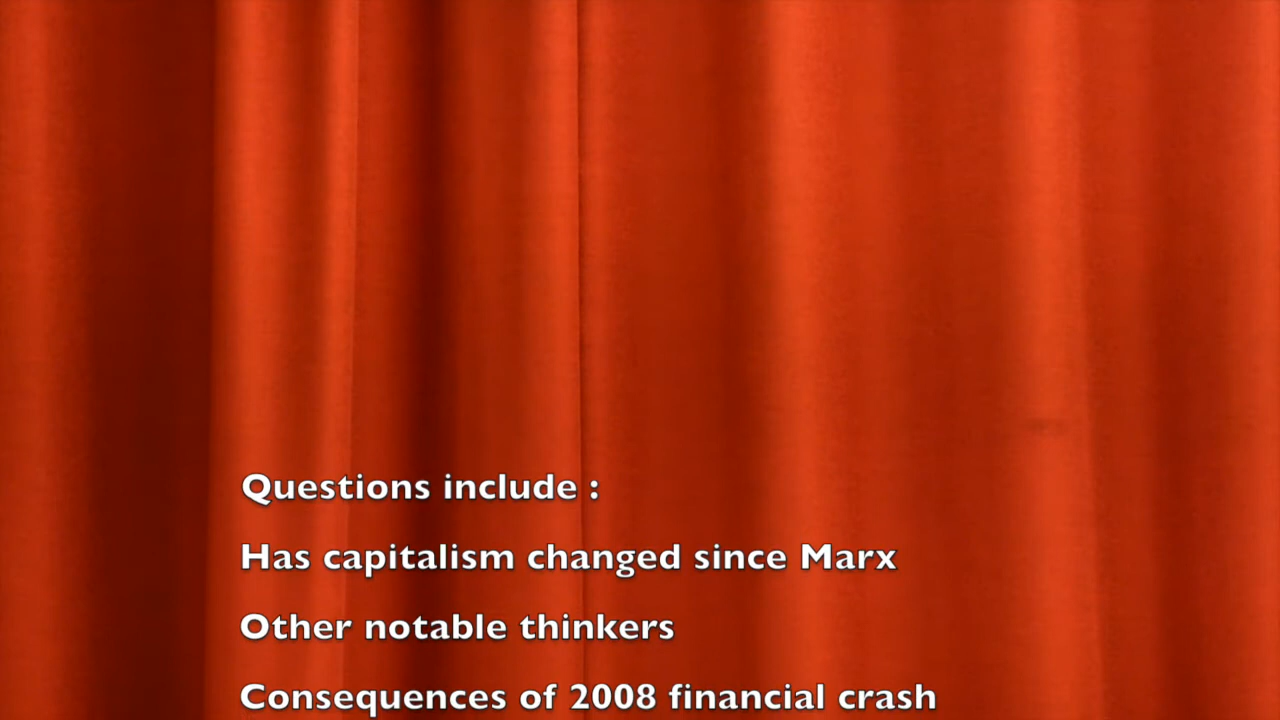 Questions include :
Has capitalism changed since Marx
Other notable thinkers
Consequences of 2008 financial crash